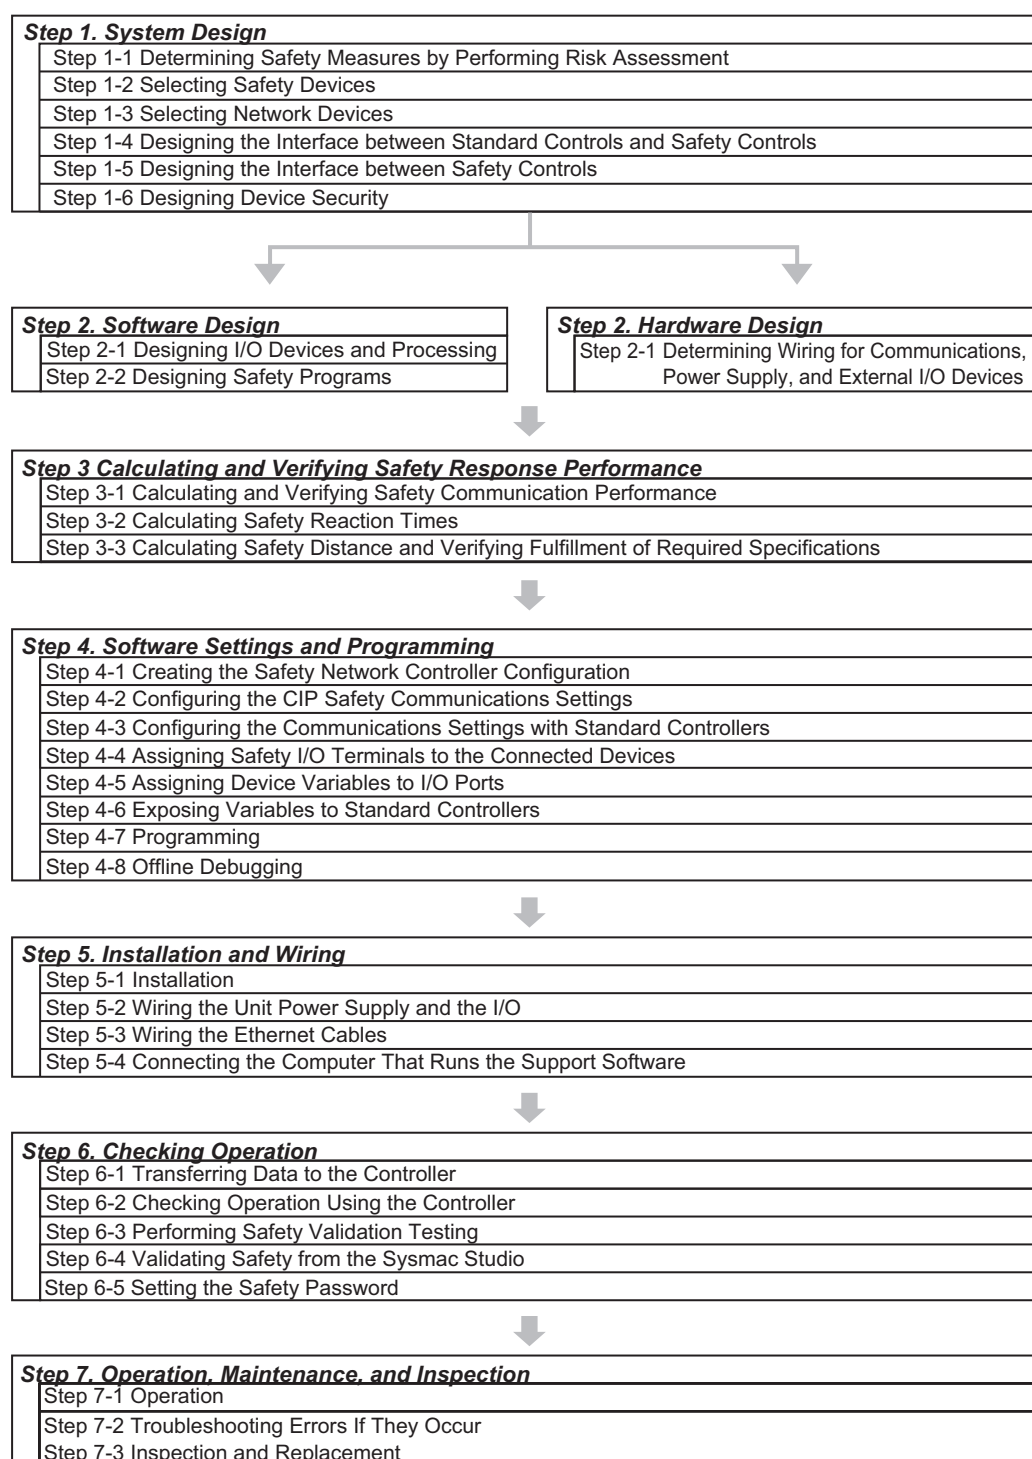 Step 1. System Design
Step 1-1 Determining Safety Measures by Performing Risk Assessment
Step 1-2 Selecting Safety Devices
Step 1-3 Selecting Network Devices
Step 1-4 Designing the Interface between Standard Controls and Safety Controls
Step 1-5 Designing the Interface between Safety Controls
Step 1-6 Designing Device Security
Step 2. Software Design
Step 2-1 Designing I/O Devices and Processing
Step 2-2 Designing Safety Programs
Step 2. Hardware Design
Step 2-1 Determining Wiring for Communications,
Power Supply, and External I/O Devices
Step 3 Calculating and Verifying Safety Response Performance
Step 3-1 Calculating and Verifying Safety Communication Performance
Step 3-2 Calculating Safety Reaction Times
Step 3-3 Calculating Safety Distance and Verifying Fulfillment of Required Specifications
Step 4. Software Settings and Programming
Step 4-1 Creating the Safety Network Controller Configuration
Step 4-2 Configuring the CIP Safety Communications Settings
Step 4-3 Configuring the Communications Settings with Standard Controllers
Step 4-4 Assigning Safety I/O Terminals to the Connected Devices
Step 4-5 Assigning Device Variables to I/O Ports
Step 4-6 Exposing Variables to Standard Controllers
Step 4-7 Programming
Step 4-8 Offline Debugging
Step 5. Installation and Wiring
Step 5-1 Installation
Step 5-2 Wiring the Unit Power Supply and the I/O
Step 5-3 Wiring the Ethernet Cables
Step 5-4 Connecting the Computer That Runs the Support Software
Step 6. Checking Operation
Step 6-1 Transferring Data to the Controller
Step 6-2 Checking Operation Using the Controller
Step 6-3 Performing Safety Validation Testing
Step 6-4 Validating Safety from the Sysmac Studio
Step 6-5 Setting the Safety Password
Step 7. Operation, Maintenance, and Inspection
Step 7-1 Operation
Step 7-2 Troubleshooting Errors If They Occur
Step 7-3 Inspection and Replacement